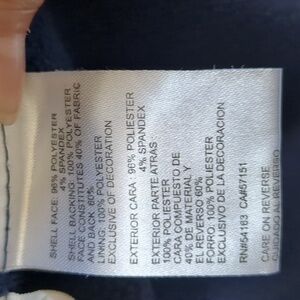 SHELL FACE: 96% POLYESTER
4% SPANDEX
SHELL BACKING: 100% POLYESTER
FACE CONSTITUTES 40% OF FABRIC
AND BACK, 60%
LINING: 100% POLYESTER
EXCLUSIVE OF DECORATION
EXTERIOR CARA : 96% POLIESTER
4% SPANDEX
EXTERIOR PARTE ATRAS
100% POLIESTER
CARA COMPUESTO DE
40% DE MATERIAL Y
EL REVERSO 60%
FORRO: 100% POLIESTER
EXCLUSIVO DE LA DECORACION
RN#54163 CA#57151
CARE ON REVERSE
CUIDADO AL REVERSO